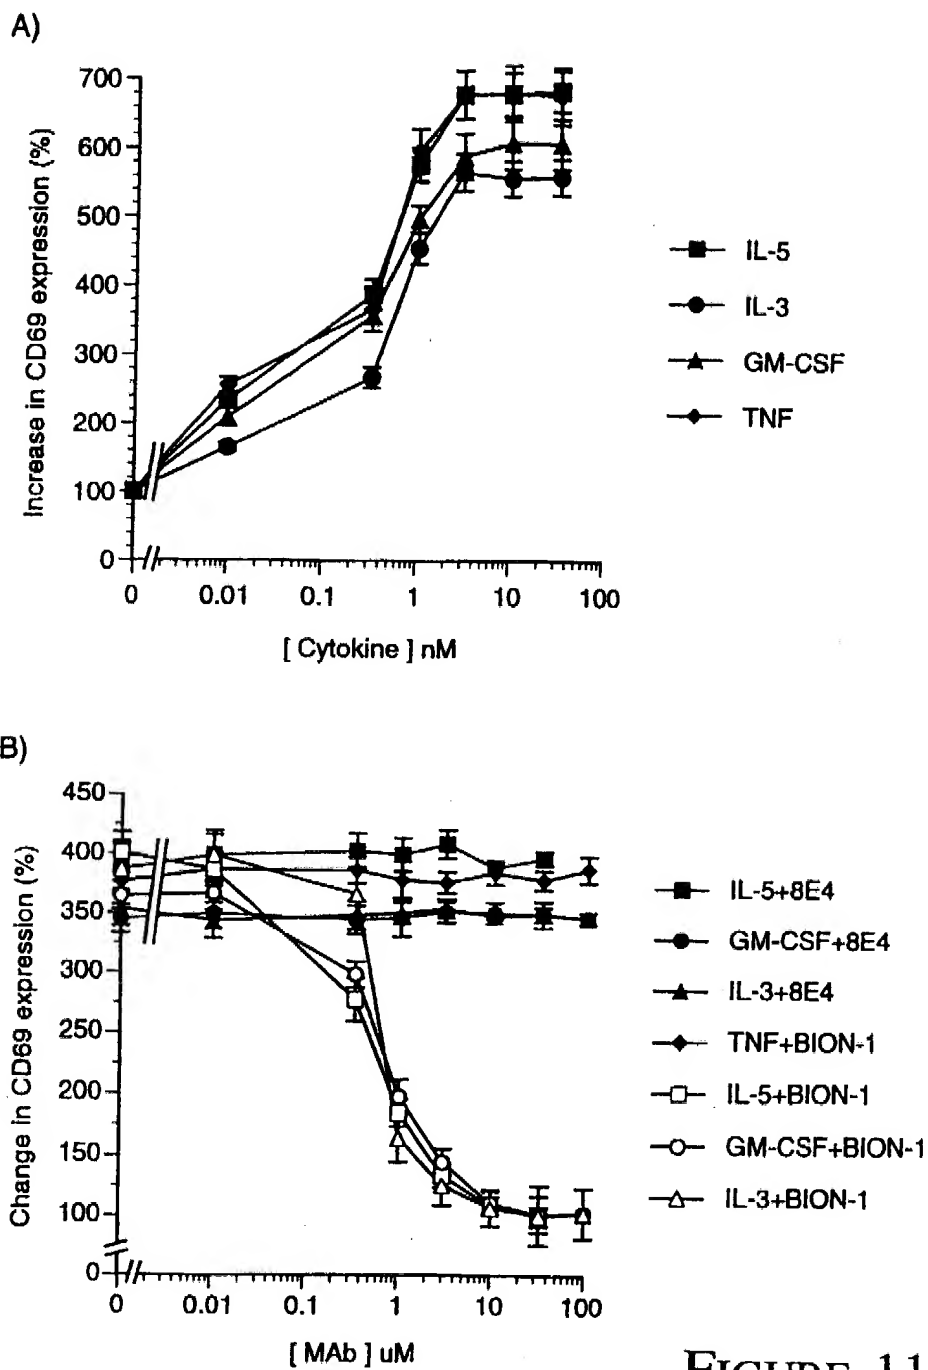 A)
Increase in CD69 expression (%)
700
600
500
400
300
200
100
0
0 0.01 0.1 1 10 100
[ Cytokine ] nM
IL-5
IL-3
GM-CSF
TNF
B)
Change in CD69 expression (%)
450
400
350
300
250
200
150
100
0
0 0.01 0.1 1 10 100
[ MAb ] uM
IL-5+8E4
GM-CSF+8E4
IL-3+8E4
TNF+BION-1
IL-5+BION-1
GM-CSF+BION-1
IL-3+BION-1
FIGURE 11